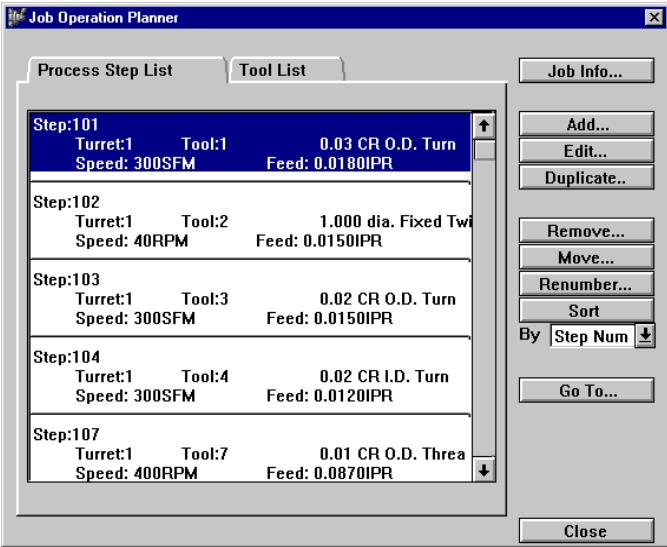 Job Operation Planner
Process Step List
Tool List
Job Info...
Step:101
Turret:1 Tool:1 0.03 CR O.D. Turn
Speed: 300SFM Feed: 0.0180IPR
Step:102
Turret:1 Tool:2 1.000 dia. Fixed Twi
Speed: 40RPM Feed: 0.0150IPR
Step:103
Turret:1 Tool:3 0.02 CR O.D. Turn
Speed: 300SFM Feed: 0.0150IPR
Step:104
Turret:1 Tool:4 0.02 CR I.D. Turn
Speed: 300SFM Feed: 0.0120IPR
Step:107
Turret:1 Tool:7 0.01 CR O.D. Threa
Speed: 400RPM Feed: 0.0870IPR
Add...
Edit...
Duplicate..
Remove...
Move...
Renumber...
Sort
By Step Num
Go To...
Close